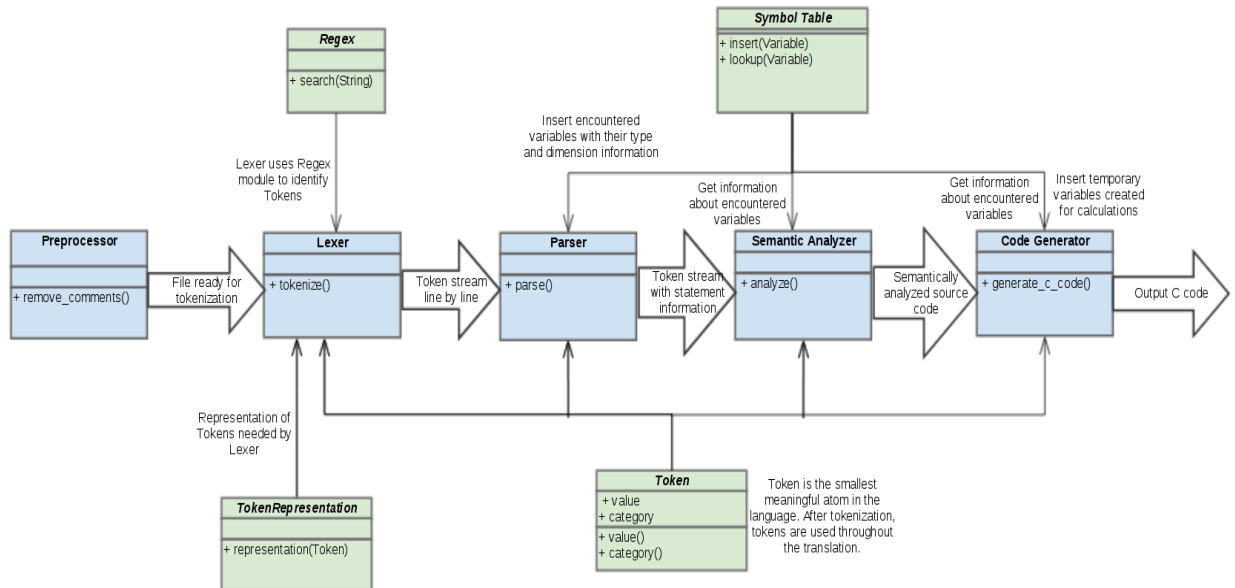 Symbol Table
+ insert(Variable)
+ lookup(Variable)
Regex
+ search(String)
Insert encountered
variables with their type
and dimension information
Lexer uses Regex
module to identify
Tokens
Get information
about encountered
variables
Get information
about encountered
variables
Insert temporary
variables created
for calculations
Preprocessor
+ remove_comments()
File ready for
tokenization
Lexer
+ tokenize()
Token stream
line by line
Parser
+ parse()
Token stream
with statement
information
Semantic Analyzer
+ analyze()
Semantically
analyzed source
code
Code Generator
+ generate_c_code()
Output C code
Representation of
Tokens needed by
Lexer
TokenRepresentation
+ representation(Token)
Token
+ value
+ category
+ value()
+ category()
Token is the smallest
meaningful atom in the
language. After tokenization,
tokens are used throughout
the translation.